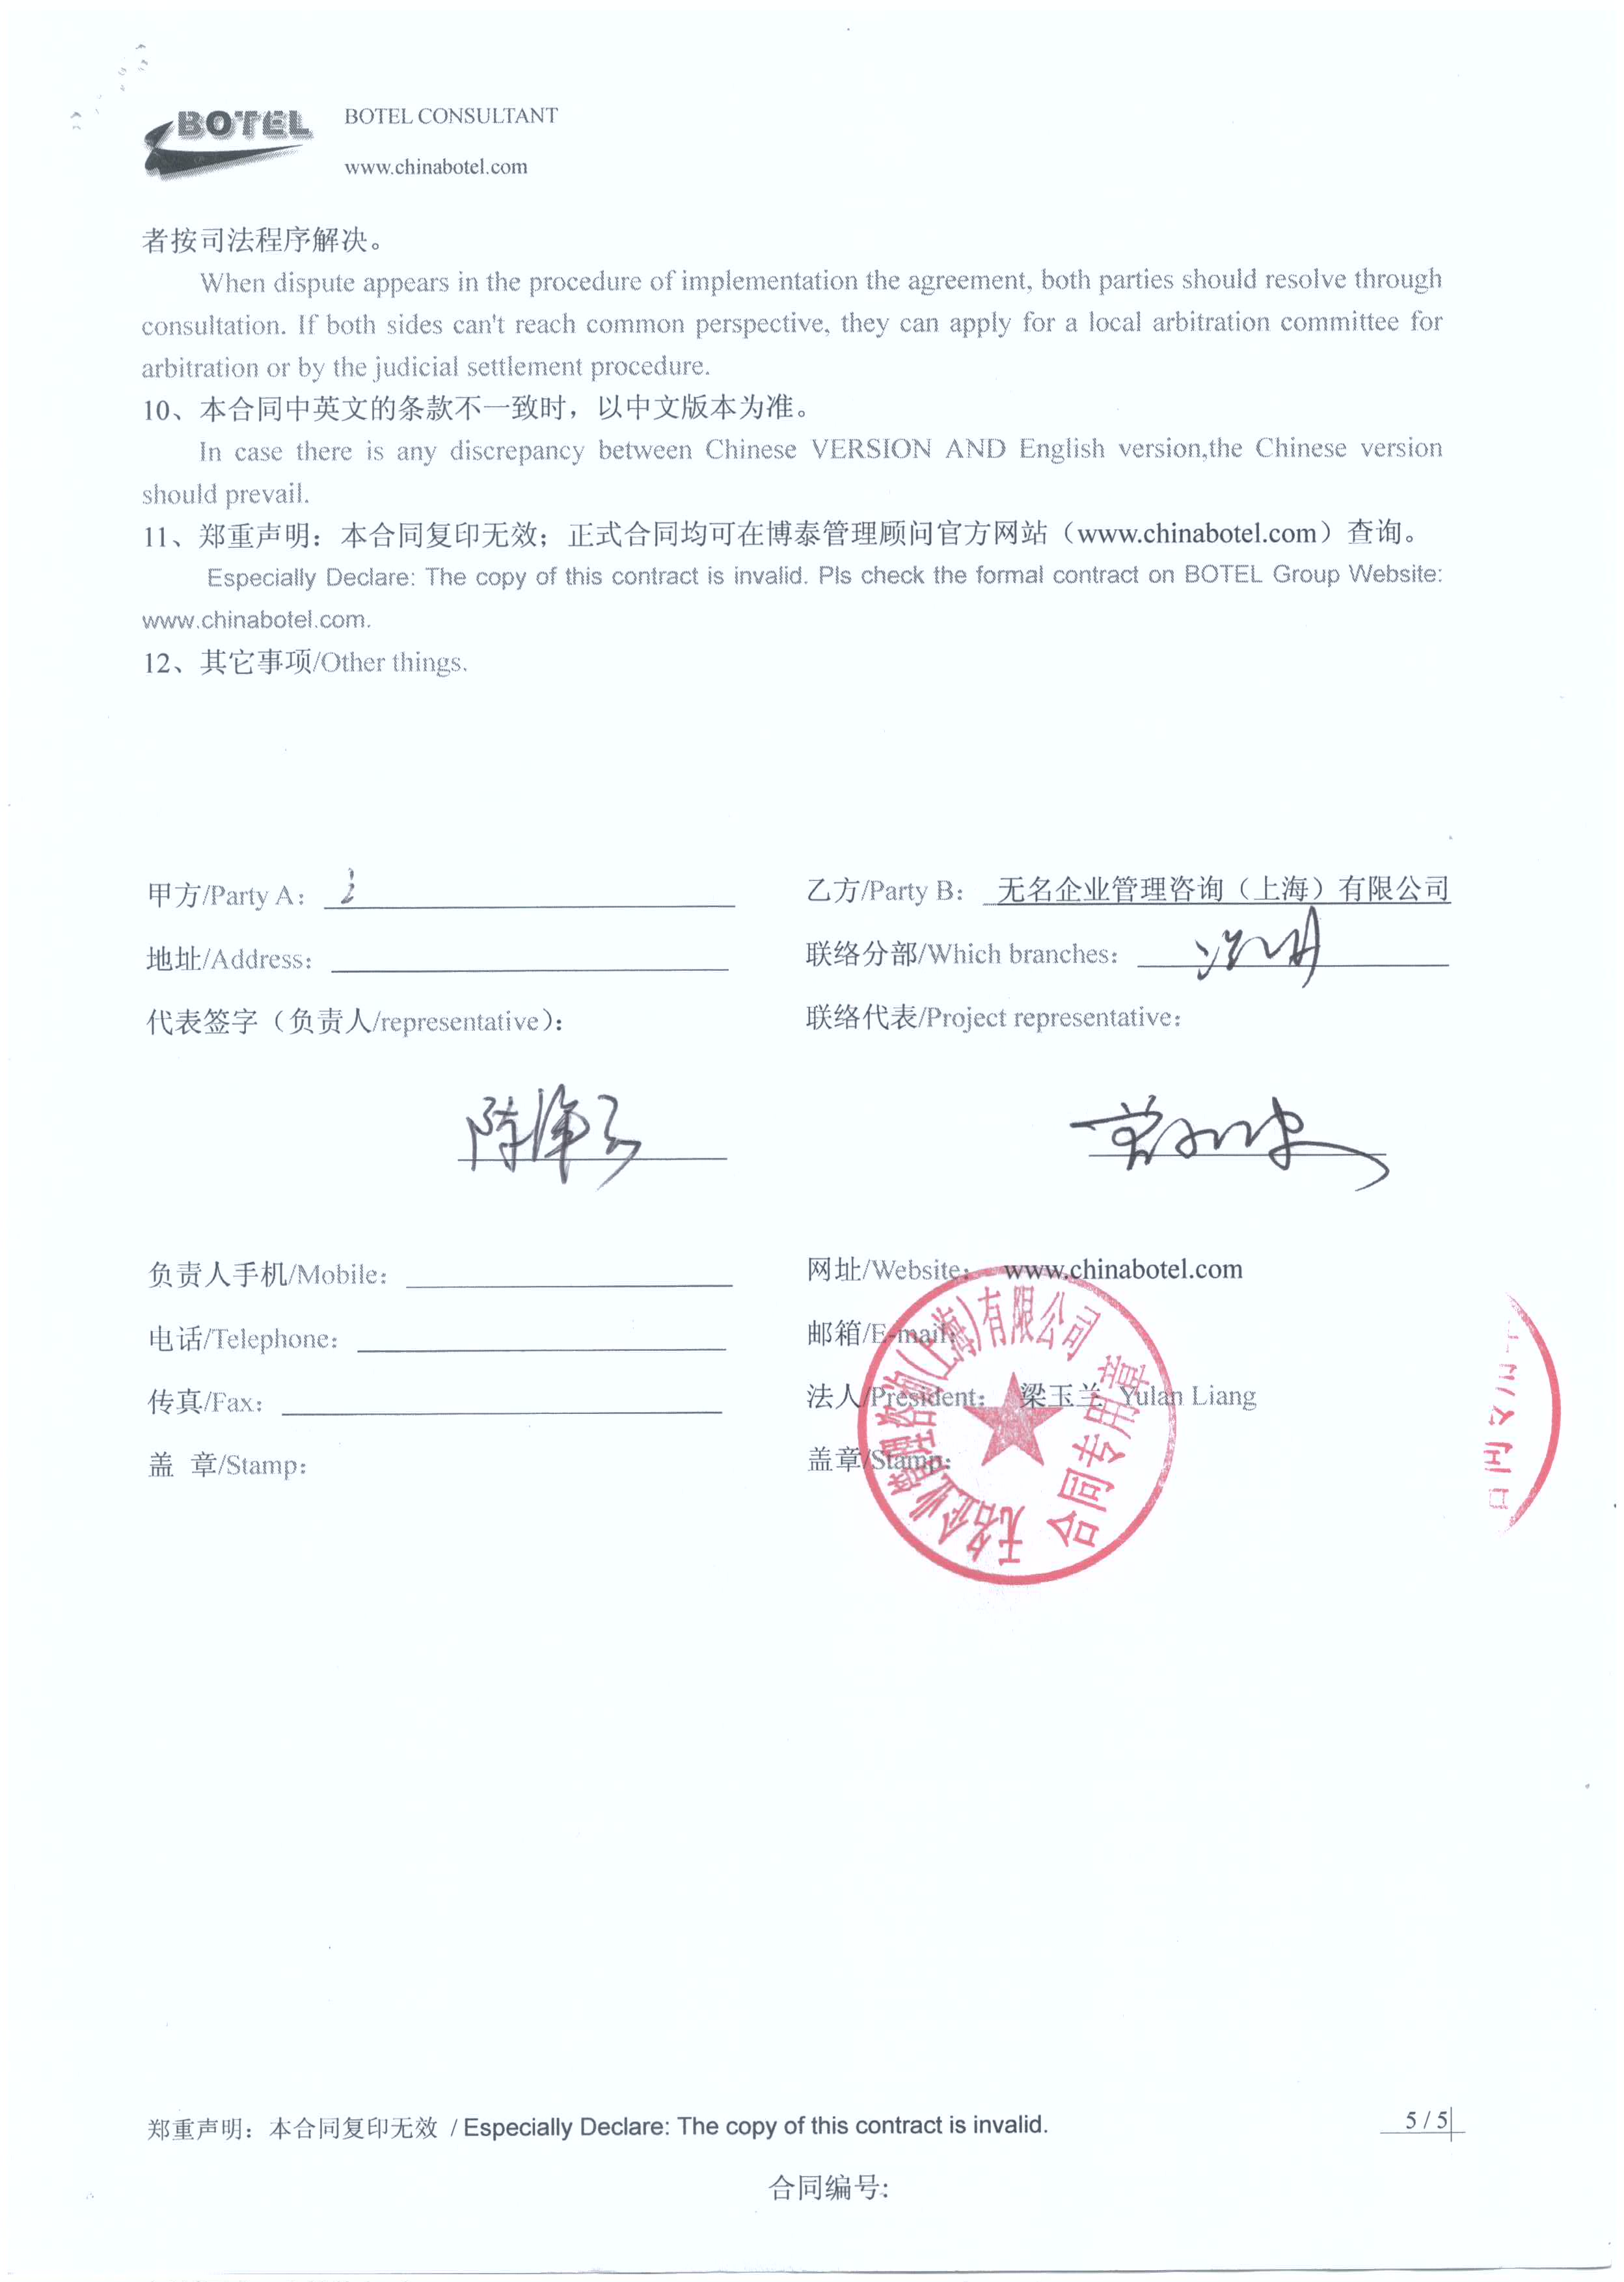 BOTEL
BOTEL CONSULTANT
www.chinabotel.com
者按司法程序解决。
When dispute appears in the procedure of implementation the agreement, both parties should resolve through
consultation. If both sides can't reach common perspective, they can apply for a local arbitration committee for
arbitration or by the judicial settlement procedure.
10、本合同中英文的条款不一致时，以中文版本为准。
In case there is any discrepancy between Chinese VERSION AND English version,the Chinese version
should prevail.
11、郑重声明：本合同复印无效；正式合同均可在博泰管理顾问官方网站（www.chinabotel.com）查询。
Especially Declare: The copy of this contract is invalid. Pls check the formal contract on BOTEL Group Website:
www.chinabotel.com.
12、其它事项/Other things.
甲方/Party A：
乙方/Party B： 无名企业管理咨询（上海）有限公司
地址/Address：
联络分部/Which branches：
代表签字（负责人/representative）：
联络代表/Project representative：
负责人手机/Mobile：
网址/Website： www.chinabotel.com
电话/Telephone：
邮箱/E-mail：
传真/Fax：
法人/President： 梁玉兰 Yulan Liang
盖 章/Stamp：
盖章/Stamp：
无名企业管理咨询(上海)有限公司
合同专用章
郑重声明：本合同复印无效 / Especially Declare: The copy of this contract is invalid.
5 / 5
合同编号: